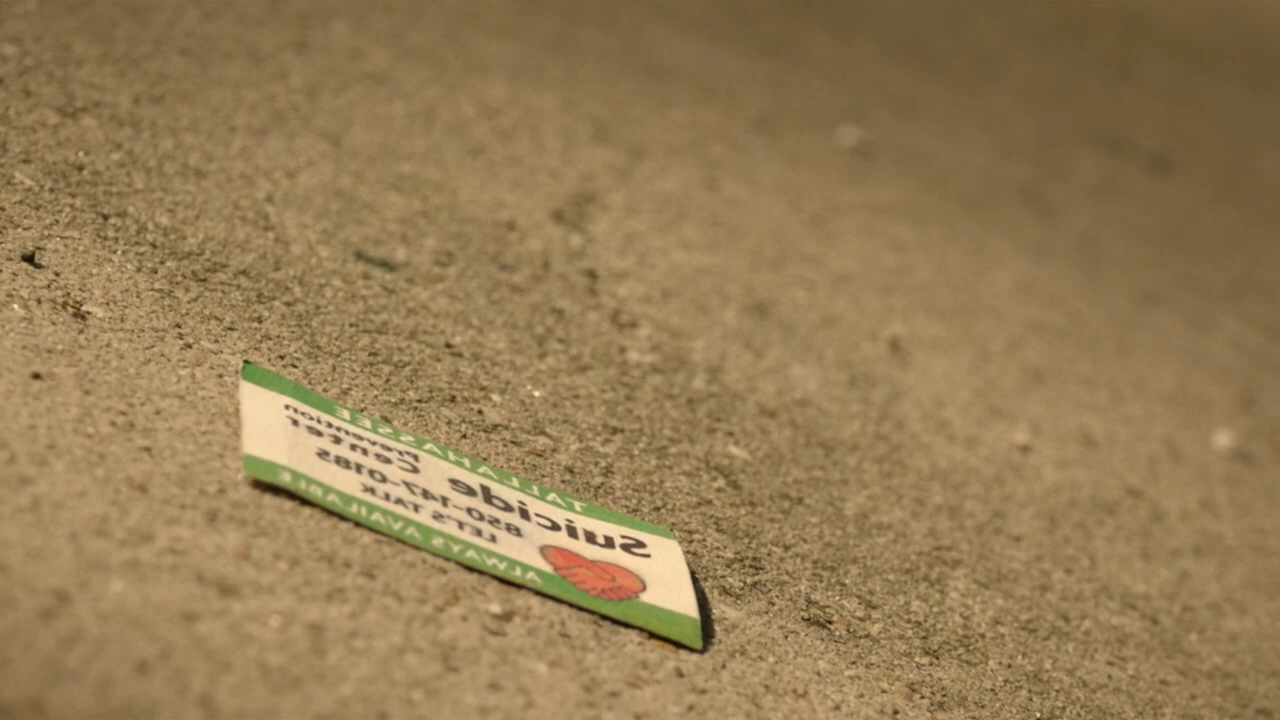 TALLAHASSEE
Suicide prevention Center
850-147-0185
LET'S TALK
ALWAYS AVAILABLE